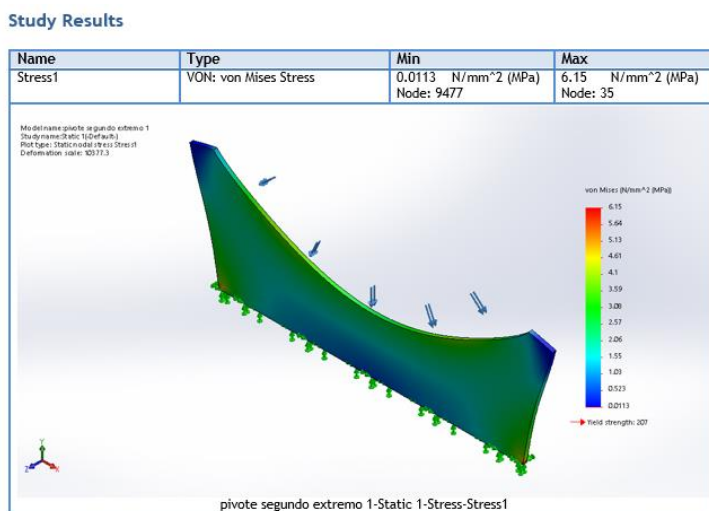 Study Results
Name Type Min Max
Stress1 VON: von Mises Stress 0.0113 N/mm^2 (MPa) 6.15 N/mm^2 (MPa)
Node: 9477 Node: 35
Model name:pivote segundo extremo 1
Study name:Static 1(-Default-)
Plot type: Static nodal stress Stress1
Deformation scale: 10377.3
von Mises (N/mm^2 (MPa))
6.15
5.64
5.13
4.61
4.1
3.59
3.08
2.57
2.06
1.55
1.03
0.523
0.0113
Yield strength: 207
Y
Z X
pivote segundo extremo 1-Static 1-Stress-Stress1